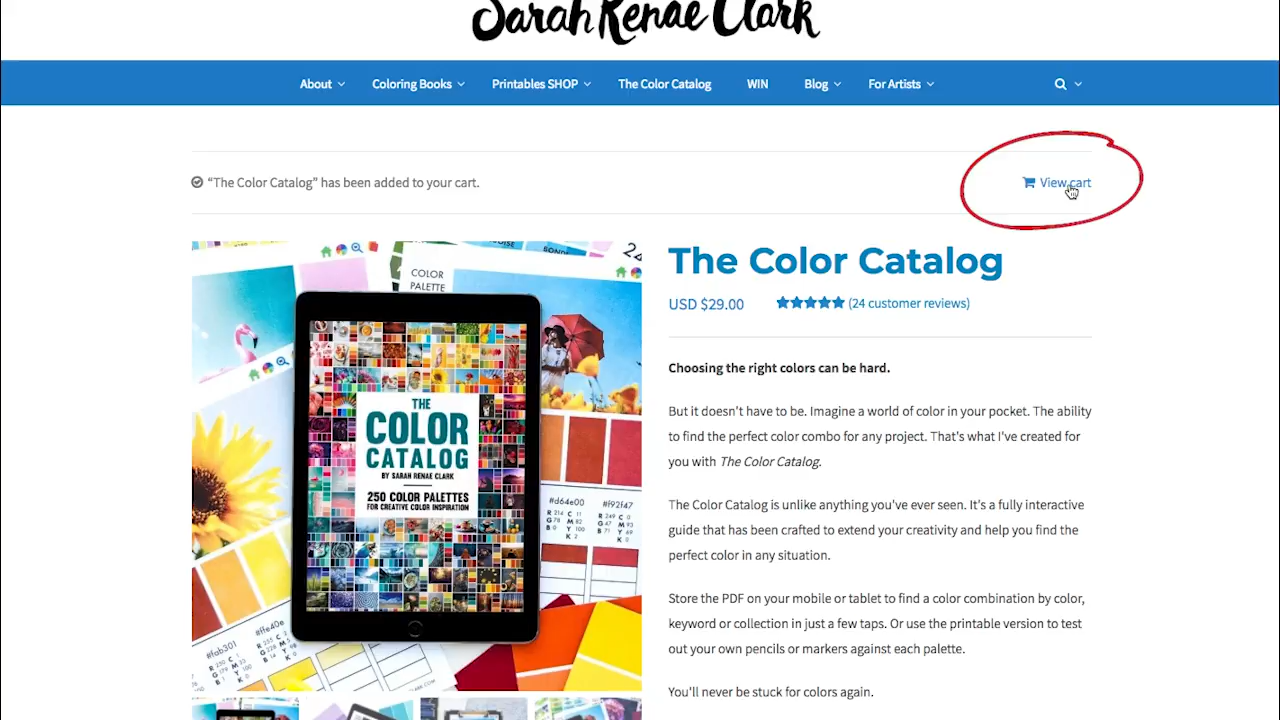 Sarah Renae Clark
About
Coloring Books
Printables SHOP
The Color Catalog
WIN
Blog
For Artists
“The Color Catalog” has been added to your cart.
View cart
The Color Catalog
USD $29.00
(24 customer reviews)
Choosing the right colors can be hard.
But it doesn't have to be. Imagine a world of color in your pocket. The ability
to find the perfect color combo for any project. That's what I've created for
you with The Color Catalog.
The Color Catalog is unlike anything you've ever seen. It's a fully interactive
guide that has been crafted to extend your creativity and help you find the
perfect color in any situation.
Store the PDF on your mobile or tablet to find a color combination by color,
keyword or collection in just a few taps. Or use the printable version to test
out your own pencils or markers against each palette.
You'll never be stuck for colors again.
COLOR
PALETTE
THE
COLOR
CATALOG
BY SARAH RENAE CLARK
250 COLOR PALETTES
FOR CREATIVE COLOR INSPIRATION
#d64e00
#f92f47
#ffe40e
#fab301